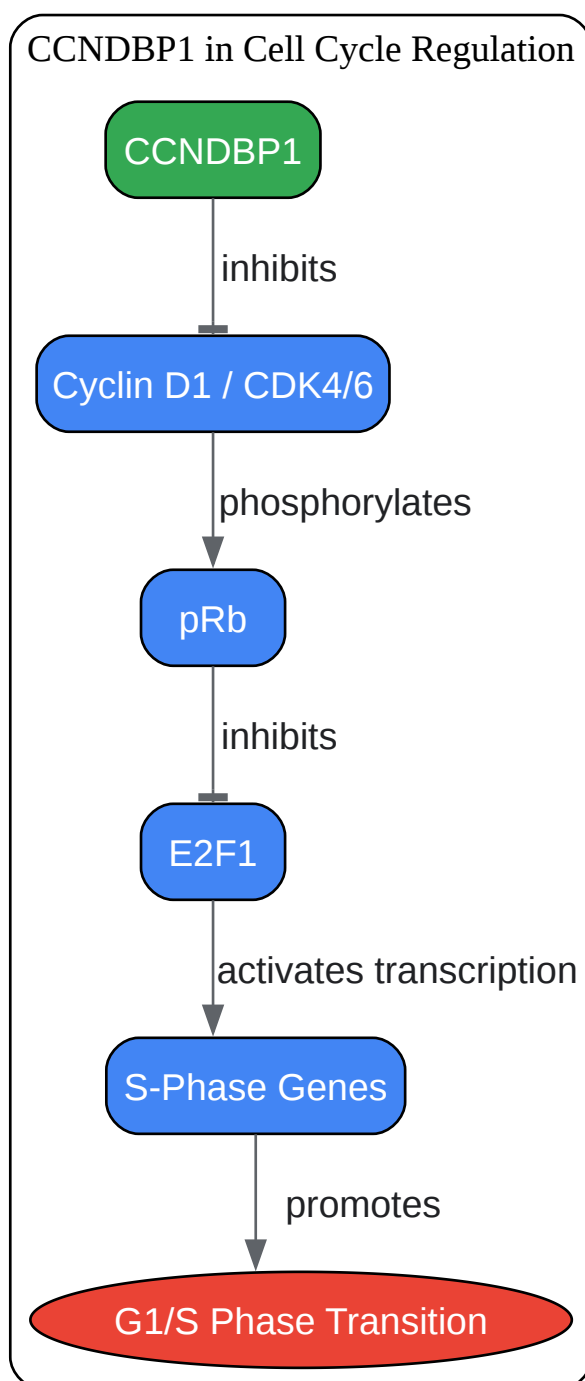 CCNDBP1 in Cell Cycle Regulation
CCNDBP1
inhibits
Cyclin D1 / CDK4/6
phosphorylates
pRb
inhibits
E2F1
activates transcription
S-Phase Genes
promotes
G1/S Phase Transition